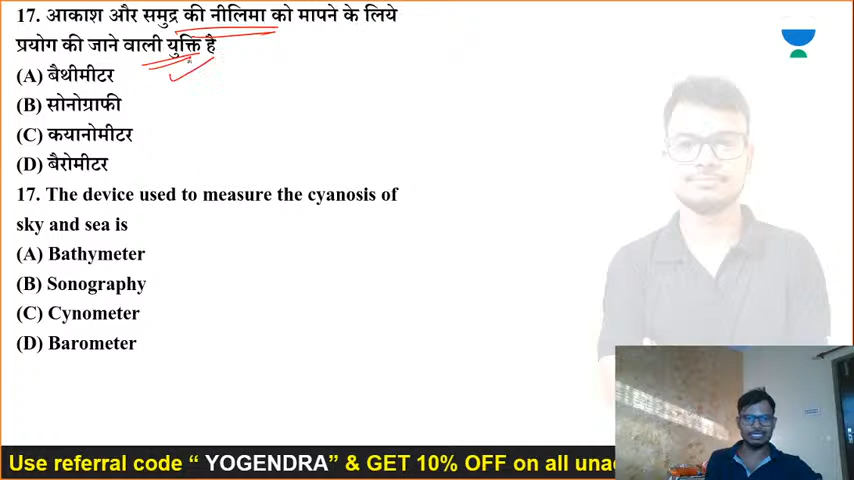 17. आकाश और समुद्र की नीलिमा को मापने के लिये
प्रयोग की जाने वाली युक्ति है
(A) बैथीमीटर
(B) सोनोग्राफी
(C) कयानोमीटर
(D) बैरोमीटर
17. The device used to measure the cyanosis of
sky and sea is
(A) Bathymeter
(B) Sonography
(C) Cynometer
(D) Barometer
Use referral code “ YOGENDRA” & GET 10% OFF on all